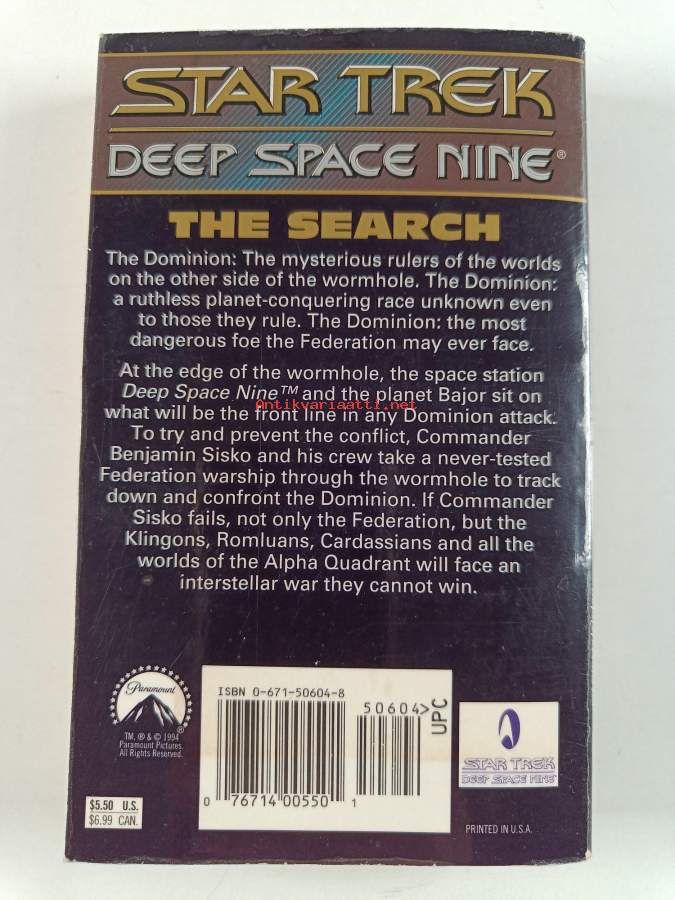 STAR TREK
DEEP SPACE NINE®
THE SEARCH
The Dominion: The mysterious rulers of the worlds
on the other side of the wormhole. The Dominion:
a ruthless planet-conquering race unknown even
to those they rule. The Dominion: the most
dangerous foe the Federation may ever face.
At the edge of the wormhole, the space station
Deep Space Nine™ and the planet Bajor sit on
Antikvariaatti.net
what will be the front line in any Dominion attack.
To try and prevent the conflict, Commander
Benjamin Sisko and his crew take a never-tested
Federation warship through the wormhole to track
down and confront the Dominion. If Commander
Sisko fails, not only the Federation, but the
Klingons, Romluans, Cardassians and all the
worlds of the Alpha Quadrant will face an
interstellar war they cannot win.
Paramount
®
TM, ® & © 1994
Paramount Pictures.
All Rights Reserved.
$5.50 U.S.
$6.99 CAN.
ISBN 0-671-50604-8
50604>
UPC
0 76714 00550 1
STAR TREK
DEEP SPACE NINE®
PRINTED IN U.S.A.